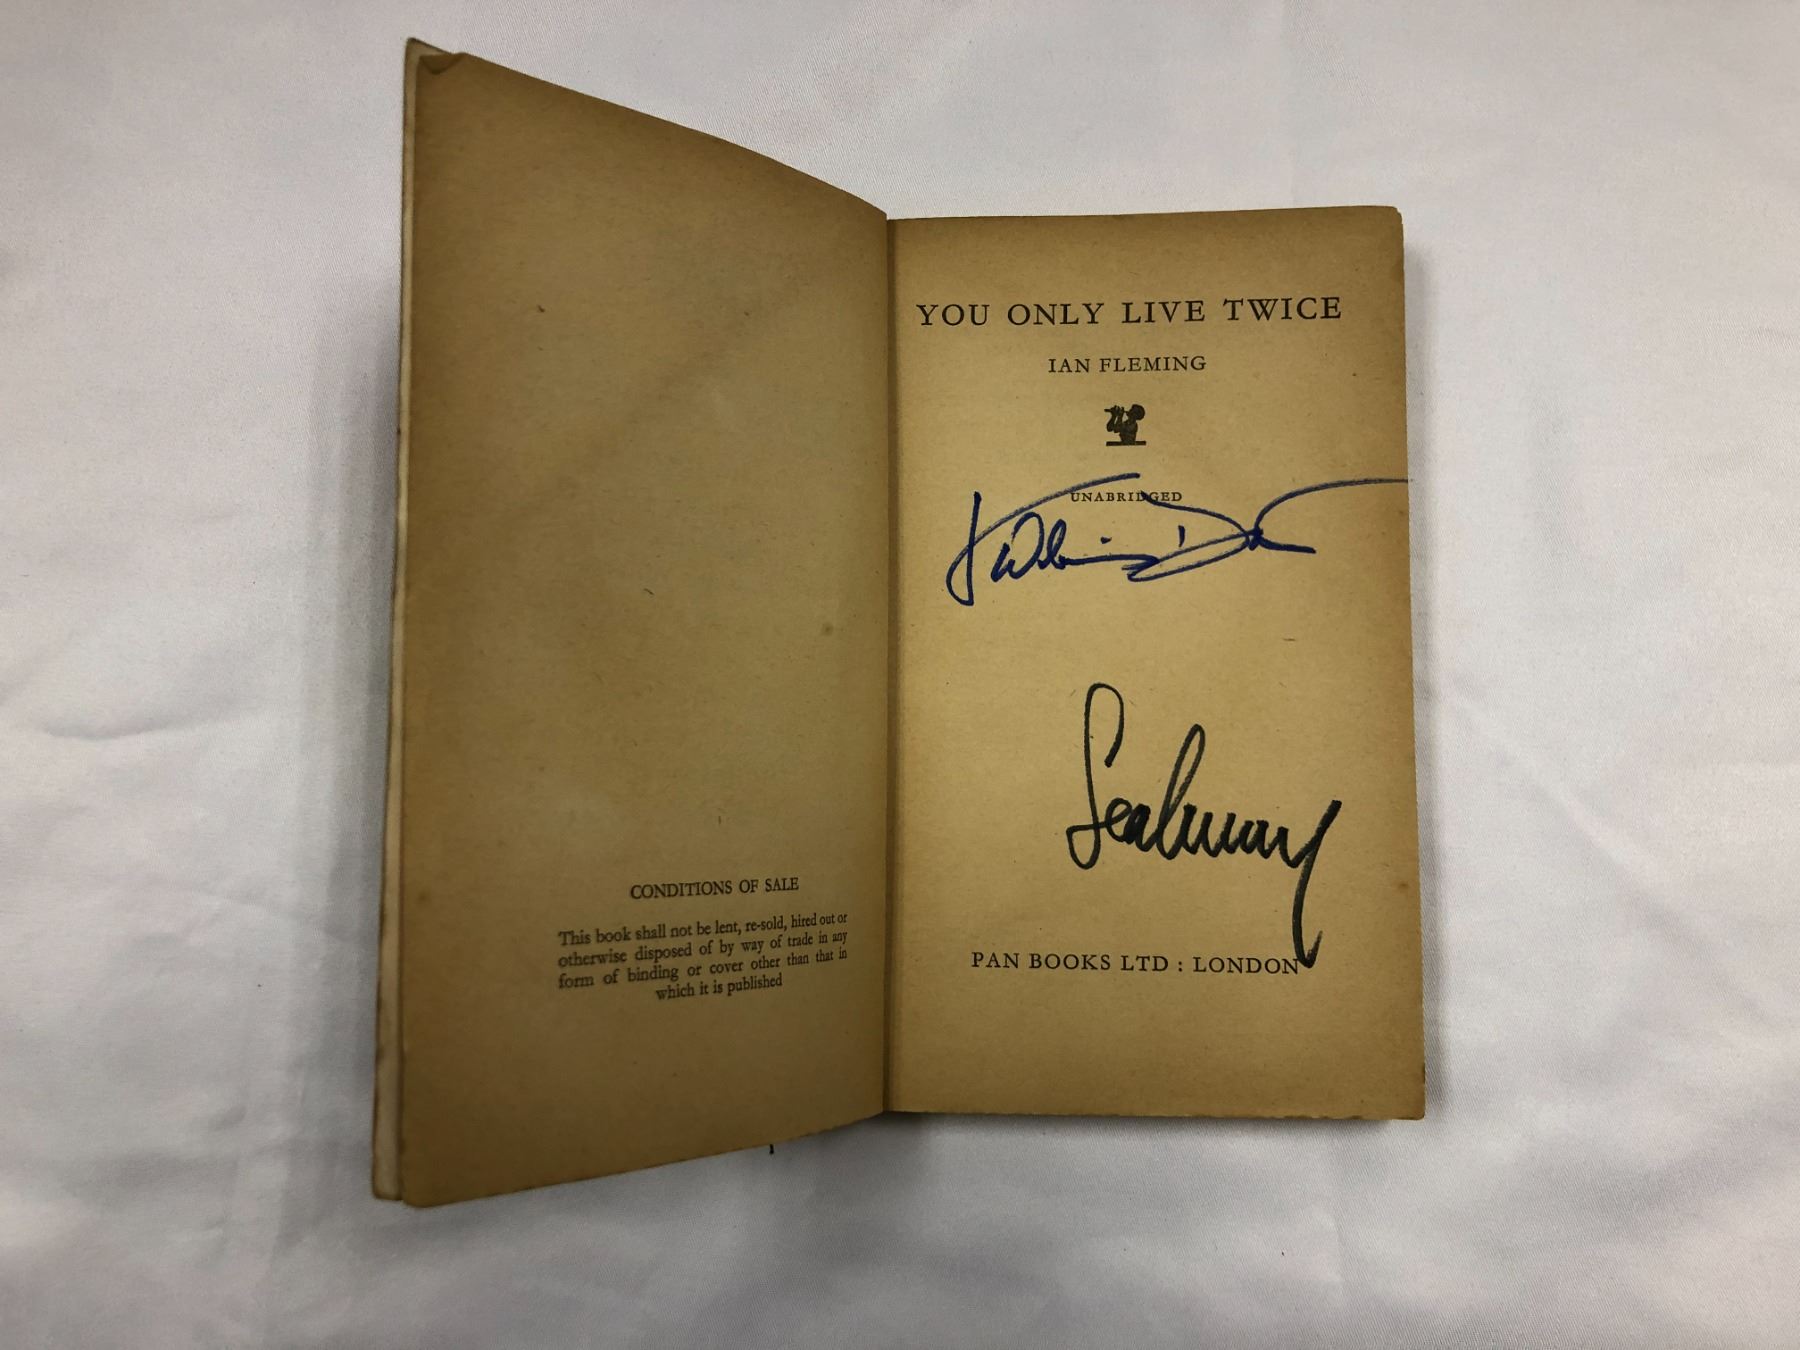 CONDITIONS OF SALE
This book shall not be lent, re-sold, hired out or
otherwise disposed of by way of trade in any
form of binding or cover other than that in
which it is published
YOU ONLY LIVE TWICE
IAN FLEMING
UNABRIDGED
PAN BOOKS LTD : LONDON